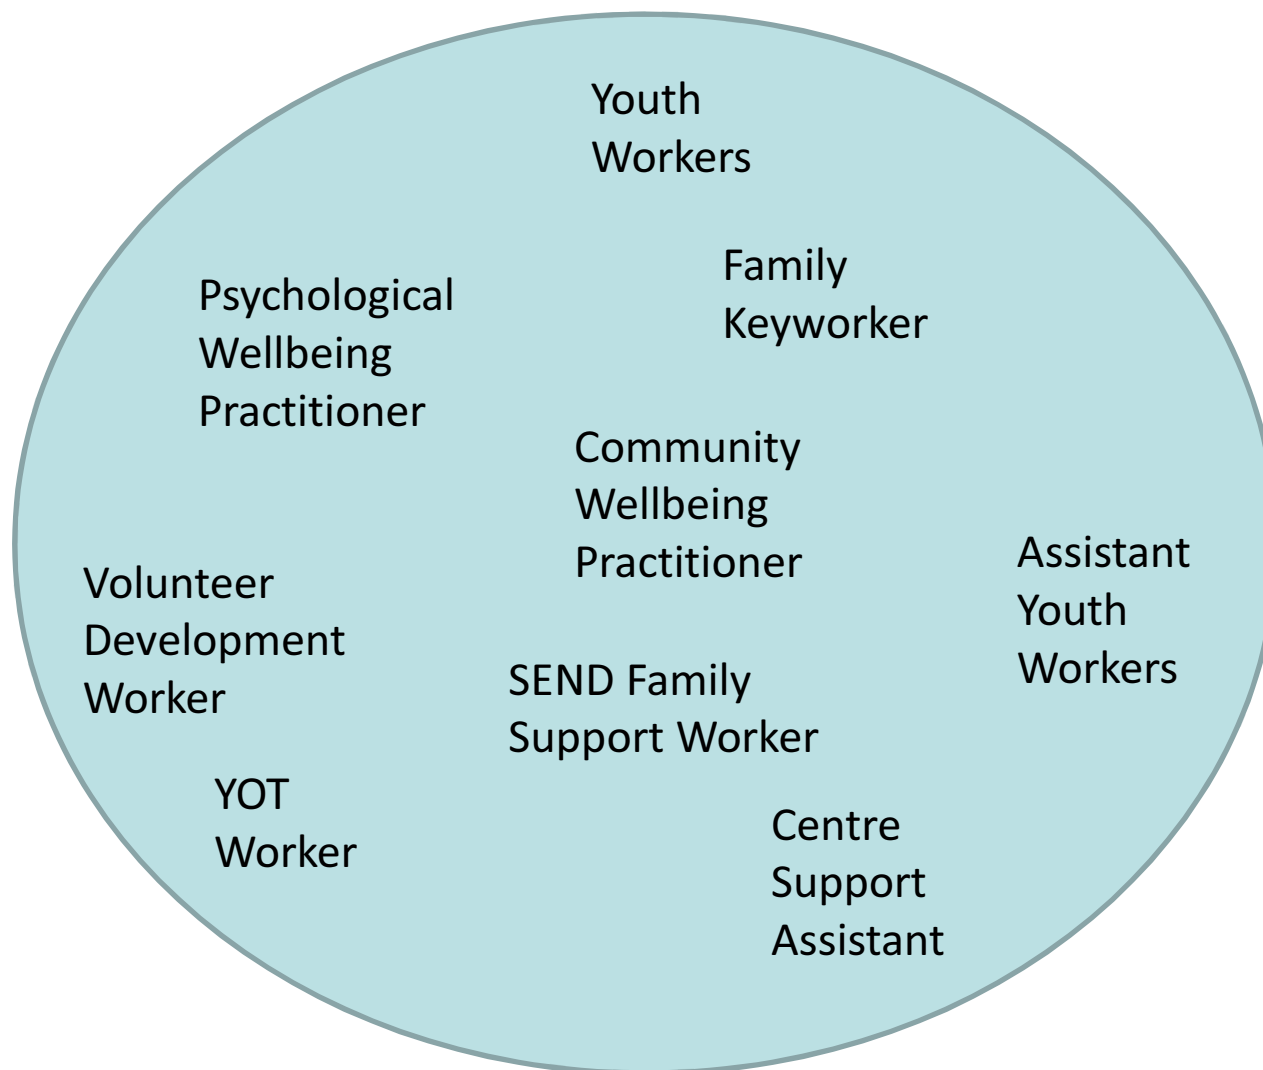 Youth
Workers
Family
Keyworker
Psychological
Wellbeing
Practitioner
Community
Wellbeing
Practitioner
Assistant
Youth
Workers
Volunteer
Development
Worker
SEND Family
Support Worker
YOT
Worker
Centre
Support
Assistant